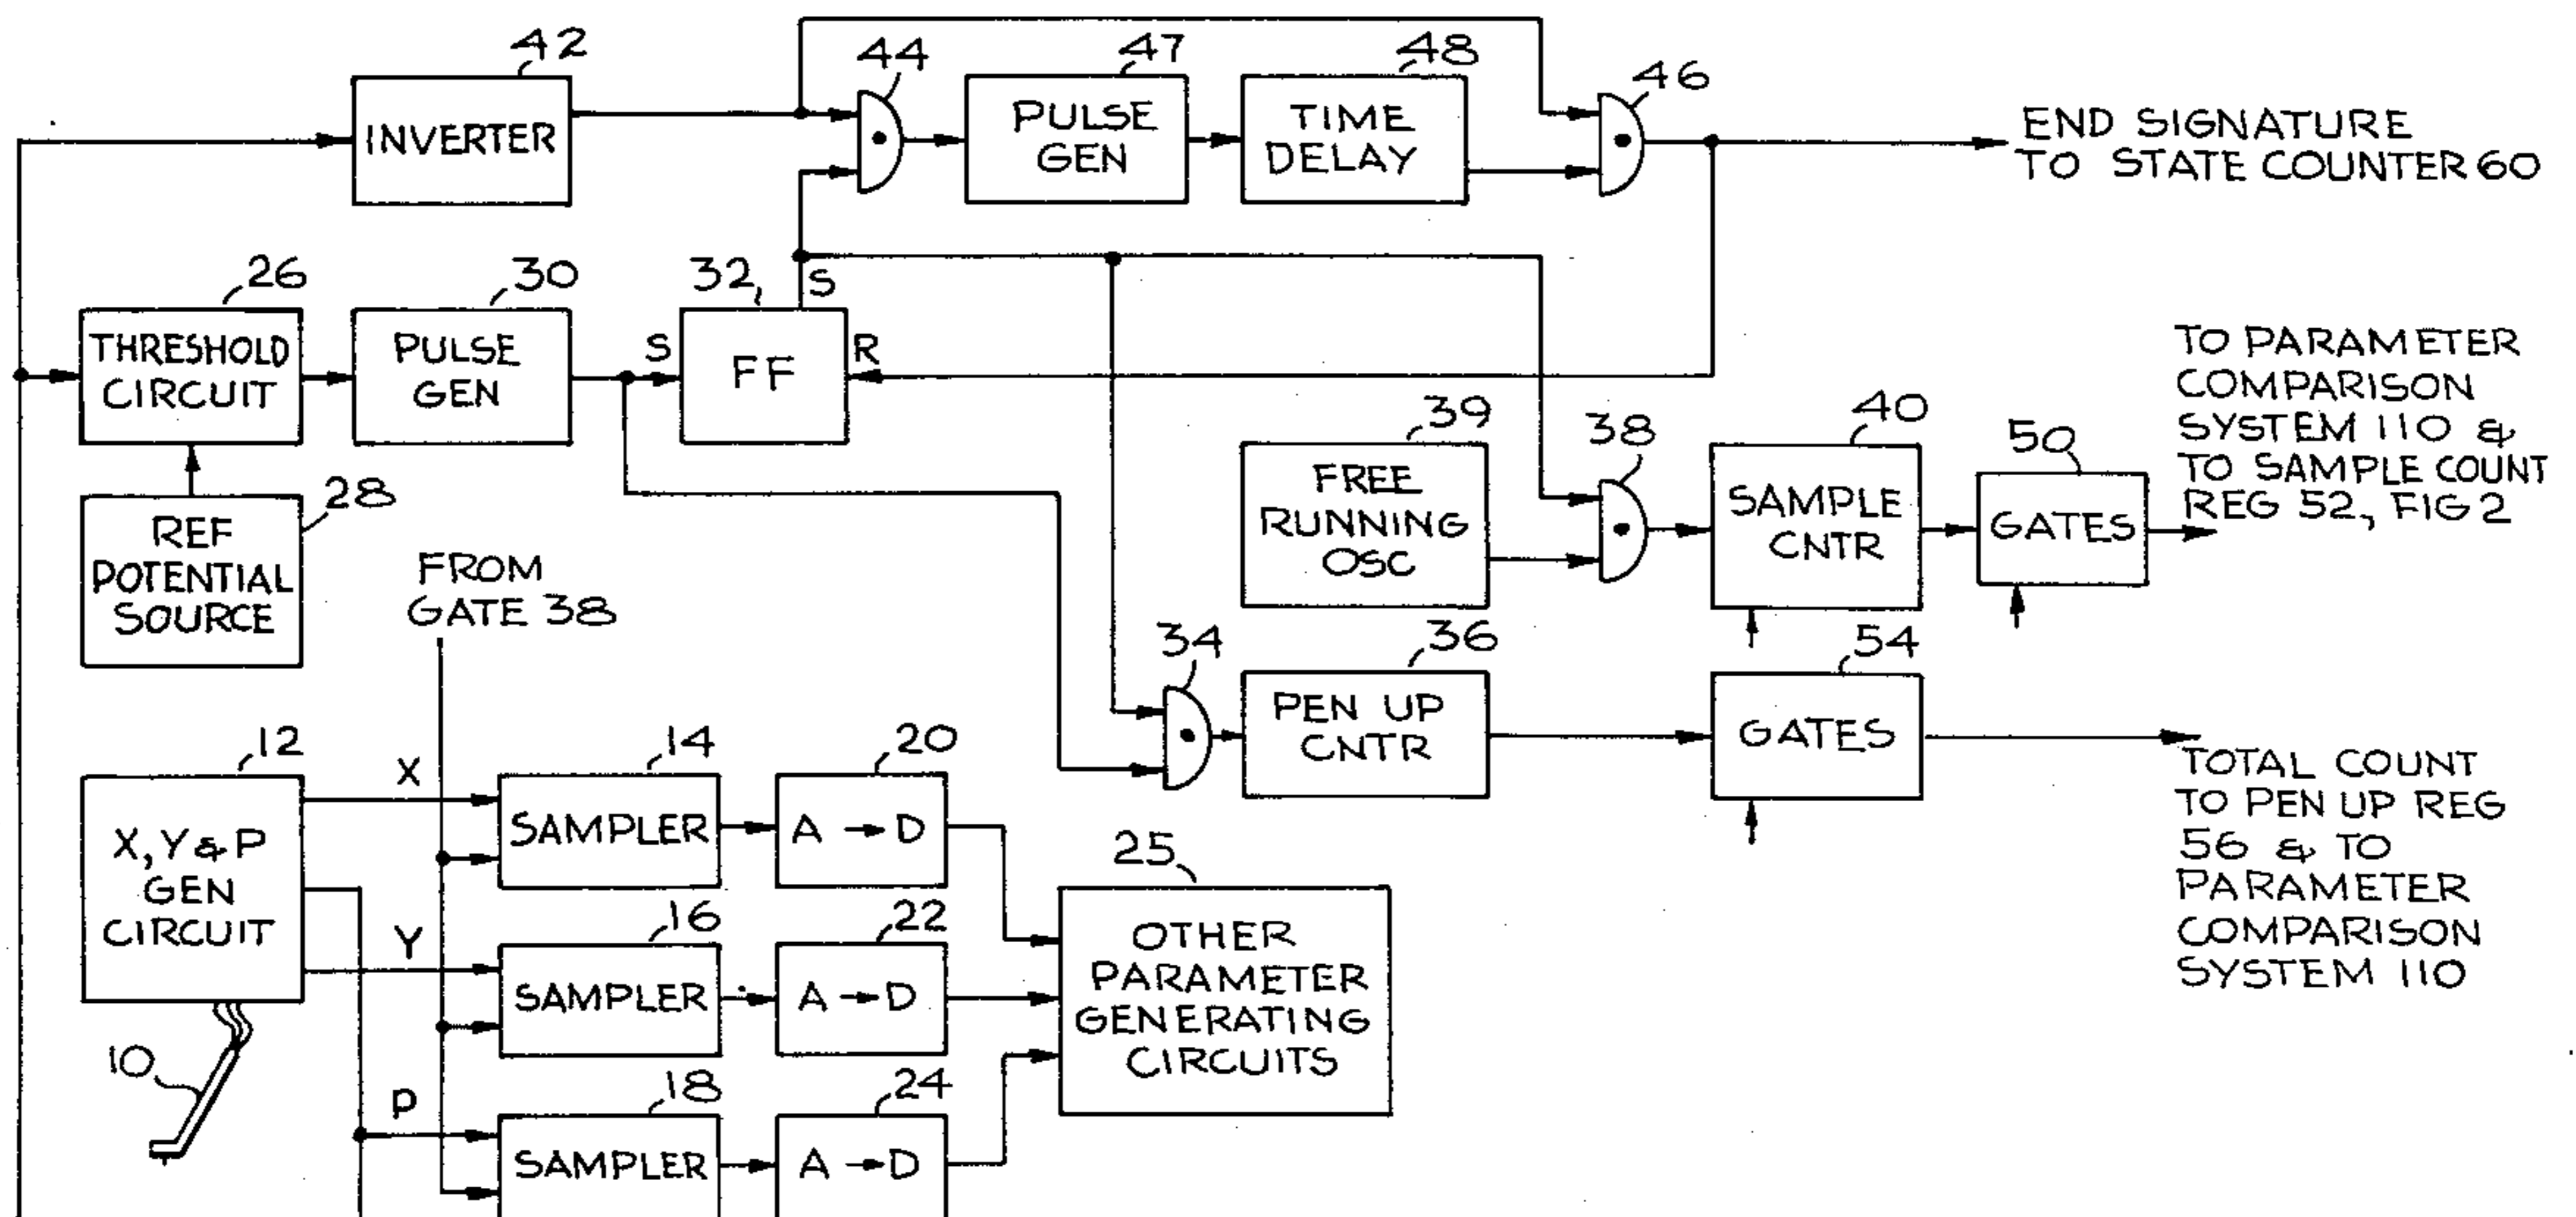 42
INVERTER
44
47
PULSE
GEN
48
TIME
DELAY
46
END SIGNATURE
TO STATE COUNTER 60
26
THRESHOLD
CIRCUIT
30
PULSE
GEN
32
S
S
FF
R
28
REF
POTENTIAL
SOURCE
39
FREE
RUNNING
OSC
38
40
SAMPLE
CNTR
50
GATES
TO PARAMETER
COMPARISON
SYSTEM 110 &
TO SAMPLE COUNT
REG 52, FIG 2
FROM
GATE 38
34
36
PEN UP
CNTR
54
GATES
TOTAL COUNT
TO PEN UP REG
56 & TO
PARAMETER
COMPARISON
SYSTEM 110
12
X, Y & P
GEN
CIRCUIT
10
X
14
SAMPLER
20
A → D
Y
16
SAMPLER
22
A → D
P
18
SAMPLER
24
A → D
25
OTHER
PARAMETER
GENERATING
CIRCUITS